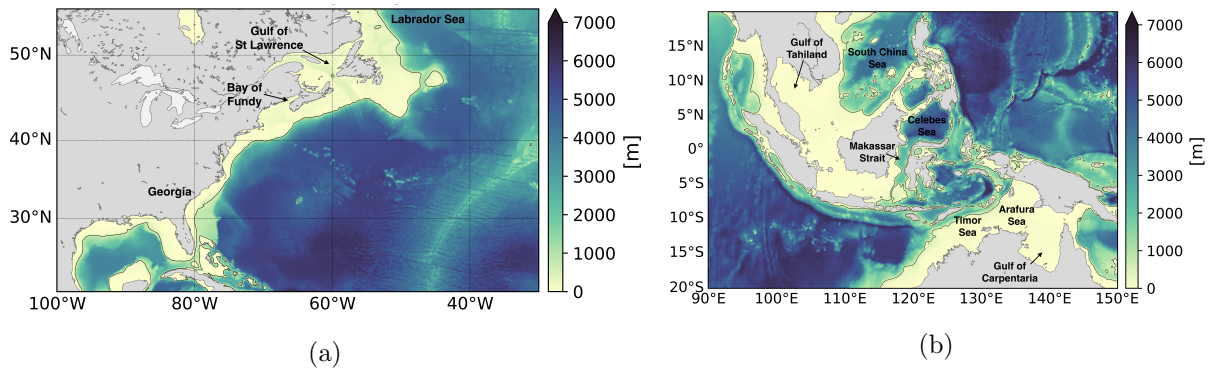 Labrador Sea
Gulf of
St Lawrence
Bay of
Fundy
Georgia
50°N
40°N
30°N
100°W
80°W
60°W
40°W
7000
6000
5000
4000
3000
2000
1000
0
[m]
(a)
Gulf of
Tahiland
South China
Sea
Celebes
Sea
Makassar
Strait
Arafura
Sea
Timor
Sea
Gulf of
Carpentaria
15°N
10°N
5°N
0°
5°S
10°S
15°S
20°S
90°E
100°E
110°E
120°E
130°E
140°E
150°E
7000
6000
5000
4000
3000
2000
1000
0
[m]
(b)